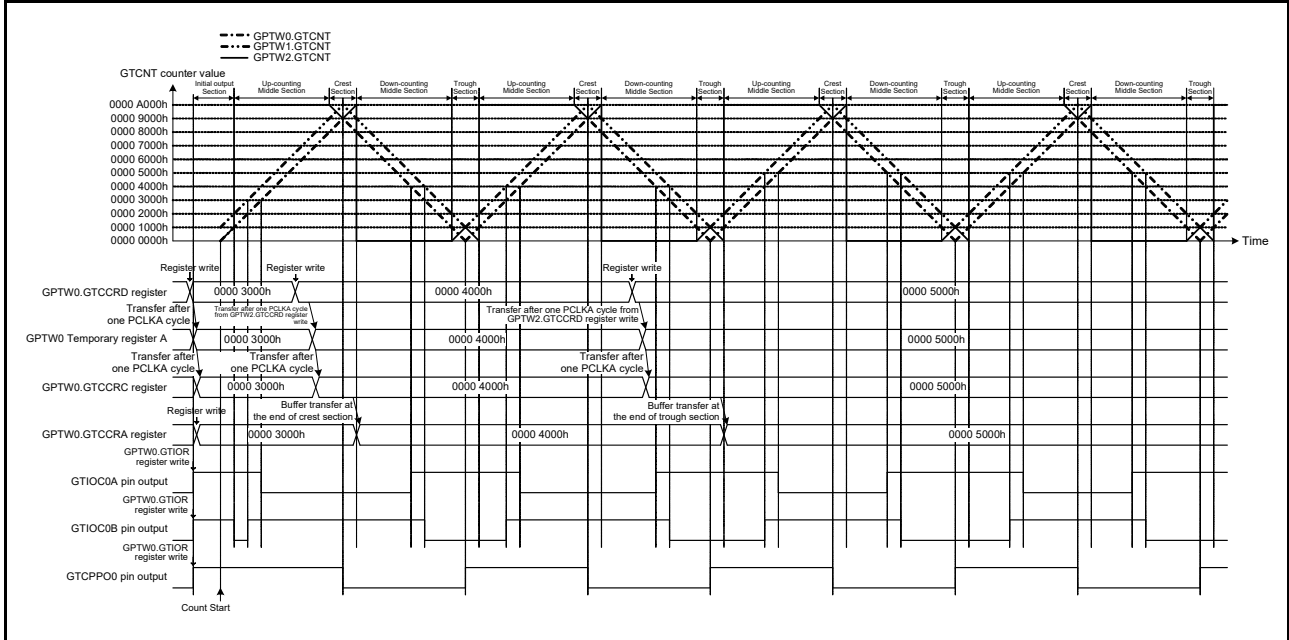 GPTW0.GTCNT
GPTW1.GTCNT
GPTW2.GTCNT
GTCNT counter value
Initial output Section
Up-counting Middle Section
Crest Section
Down-counting Middle Section
Trough Section
Up-counting Middle Section
Crest Section
Down-counting Middle Section
Trough Section
Up-counting Middle Section
Crest Section
Down-counting Middle Section
Trough Section
Up-counting Middle Section
Crest Section
Down-counting Middle Section
Trough Section
0000 A000h
0000 9000h
0000 8000h
0000 7000h
0000 6000h
0000 5000h
0000 4000h
0000 3000h
0000 2000h
0000 1000h
0000 0000h
Time
Register write
Register write
Register write
GPTW0.GTCCRD register
0000 3000h
0000 4000h
0000 5000h
Transfer after
one PCLKA cycle
Transfer after one PCLKA cycle
from GPTW2.GTCCRD register
write
Transfer after one PCLKA cycle from
GPTW2.GTCCRD register write
GPTW0 Temporary register A
0000 3000h
0000 4000h
0000 5000h
Transfer after
one PCLKA cycle
Transfer after
one PCLKA cycle
Transfer after
one PCLKA cycle
GPTW0.GTCCRC register
0000 3000h
0000 4000h
0000 5000h
Register write
Buffer transfer at
the end of crest section
Buffer transfer at
the end of trough section
GPTW0.GTCCRA register
0000 3000h
0000 4000h
0000 5000h
GPTW0.GTIOR
register write
GTIOC0A pin output
GPTW0.GTIOR
register write
GTIOC0B pin output
GPTW0.GTIOR
register write
GTCPPO0 pin output
Count Start